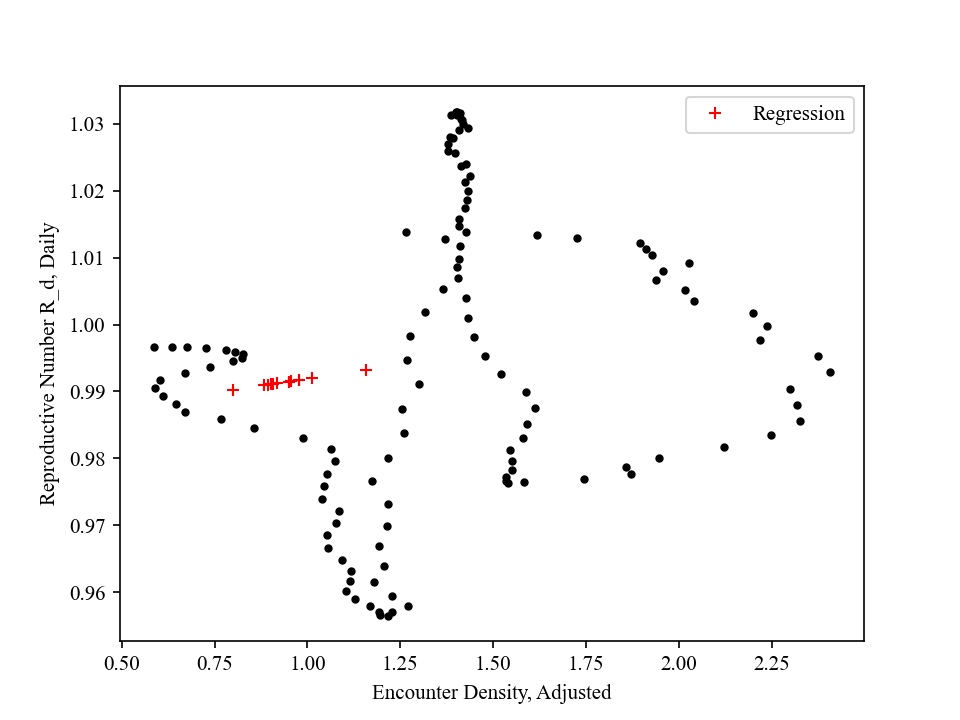 Regression
1.03
1.02
1.01
1.00
0.99
0.98
0.97
0.96
Reproductive Number R_d, Daily
0.50 0.75 1.00 1.25 1.50 1.75 2.00 2.25
Encounter Density, Adjusted